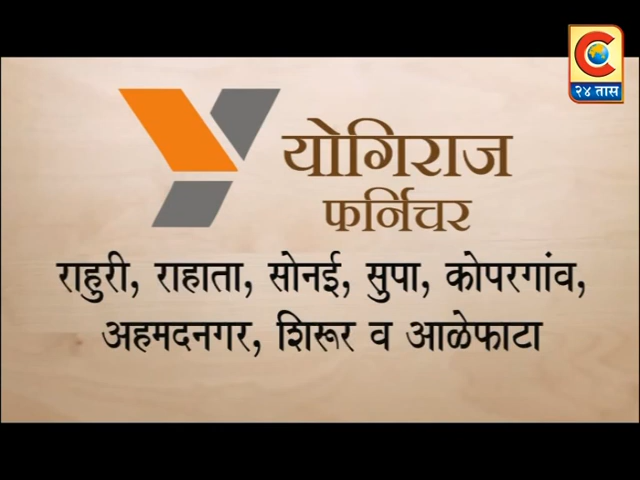 C
२४ तास
योगिराज
फर्निचर
राहुरी, राहाता, सोनई, सुपा, कोपरगांव,
अहमदनगर, शिरूर व आळेफाटा